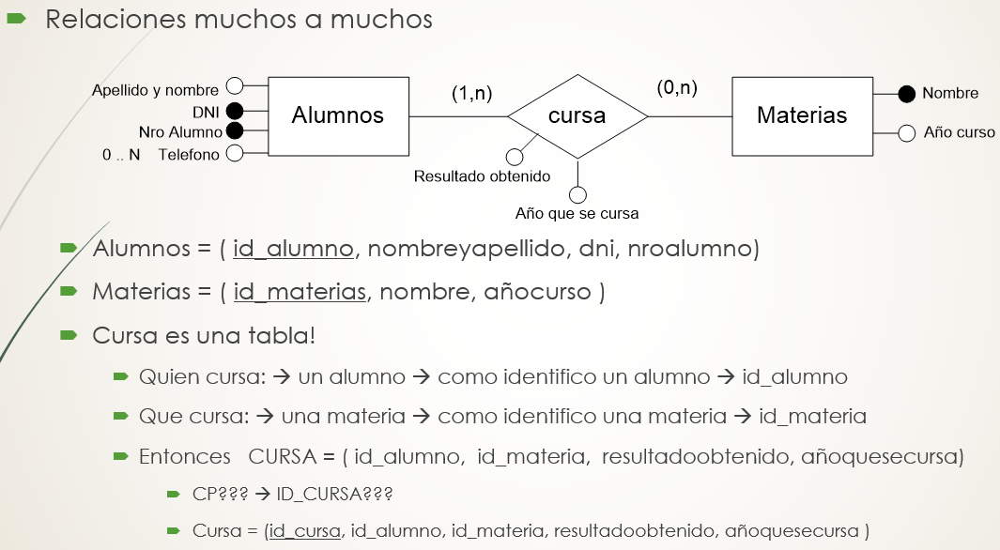 Relaciones muchos a muchos
Apellido y nombre
DNI
Nro Alumno
0 .. N Telefono
Alumnos
(1,n)
cursa
(0,n)
Materias
Nombre
Año curso
Resultado obtenido
Año que se cursa
Alumnos = ( id_alumno, nombreyapellido, dni, nroalumno)
Materias = ( id_materias, nombre, añocurso )
Cursa es una tabla!
Quien cursa: → un alumno → como identifico un alumno → id_alumno
Que cursa: → una materia → como identifico una materia → id_materia
Entonces CURSA = ( id_alumno, id_materia, resultadoobtenido, añoquesecursa)
CP??? → ID_CURSA???
Cursa = (id_cursa, id_alumno, id_materia, resultadoobtenido, añoquesecursa )